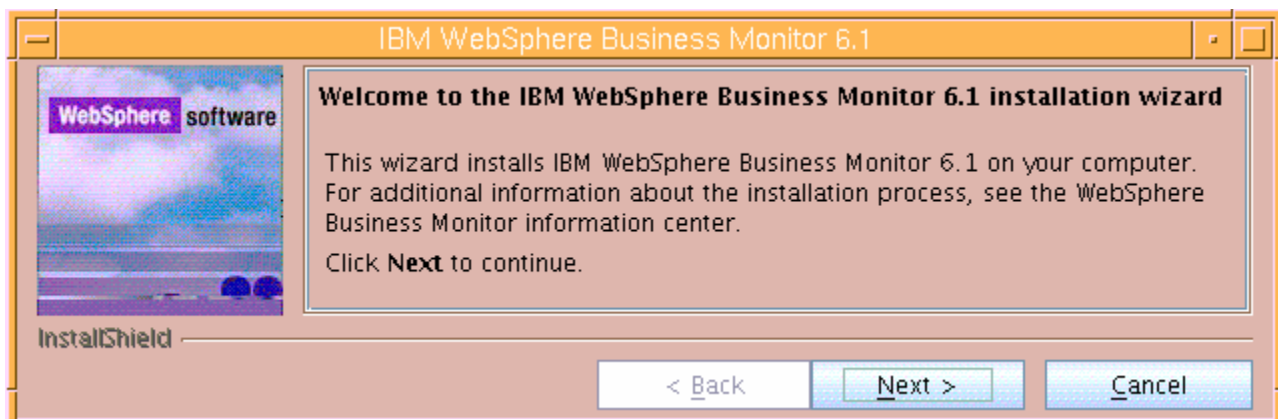 IBM WebSphere Business Monitor 6.1
WebSphere software
Welcome to the IBM WebSphere Business Monitor 6.1 installation wizard
This wizard installs IBM WebSphere Business Monitor 6.1 on your computer.
For additional information about the installation process, see the WebSphere
Business Monitor information center.
Click Next to continue.
InstallShield
< Back
Next >
Cancel